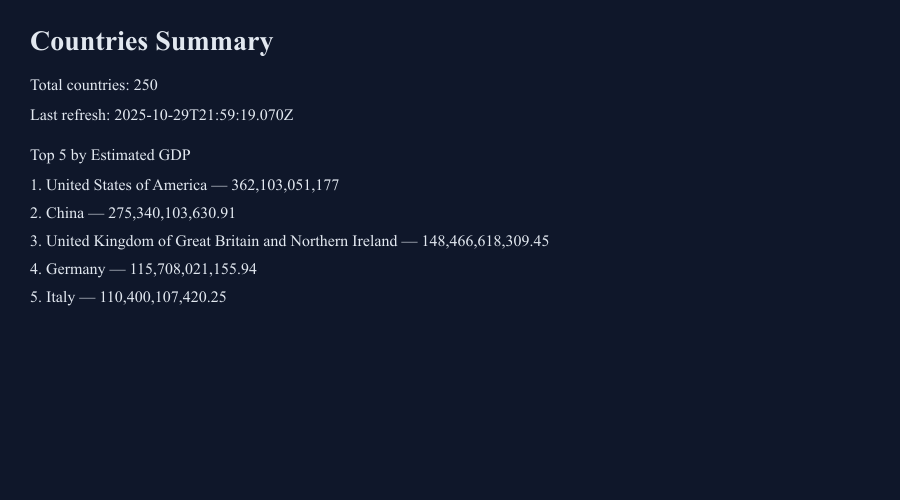 Countries Summary
Total countries: 250
Last refresh: 2025-10-29T21:59:19.070Z
Top 5 by Estimated GDP
1. United States of America — 362,103,051,177
2. China — 275,340,103,630.91
3. United Kingdom of Great Britain and Northern Ireland — 148,466,618,309.45
4. Germany — 115,708,021,155.94
5. Italy — 110,400,107,420.25